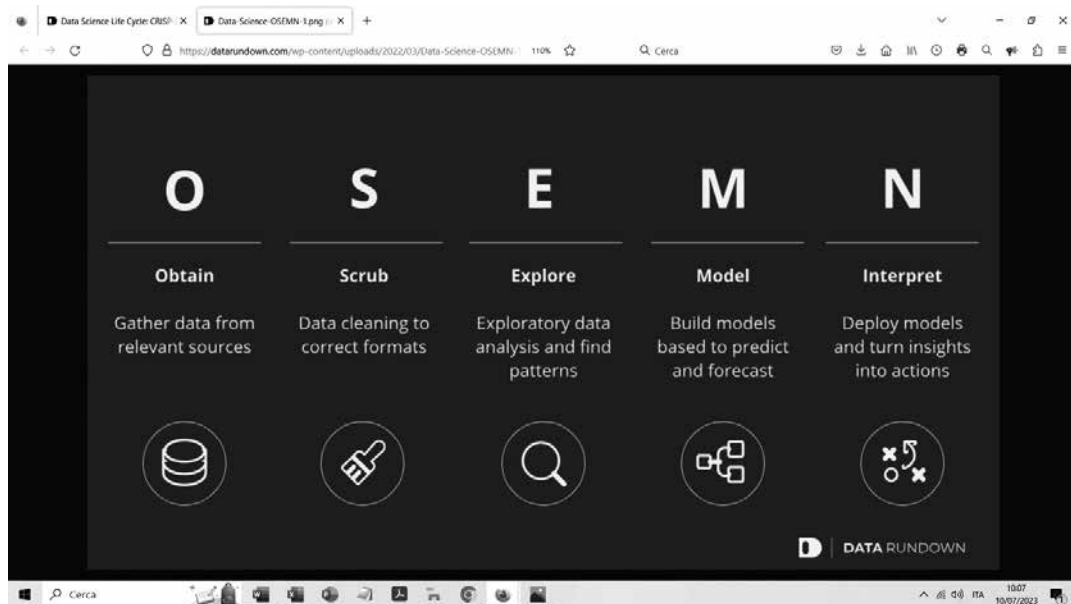 Data Science Life Cycle: CRISP-
Data-Science-OSEMN-1.png
https://datarundown.com/wp-content/uploads/2022/03/Data-Science-OSEMN-
110%
Cerca
O
S
E
M
N
Obtain
Scrub
Explore
Model
Interpret
Gather data from
relevant sources
Data cleaning to
correct formats
Exploratory data
analysis and find
patterns
Build models
based to predict
and forecast
Deploy models
and turn insights
into actions
DATA RUNDOWN
Cerca
ITA
10:07
10/07/2023